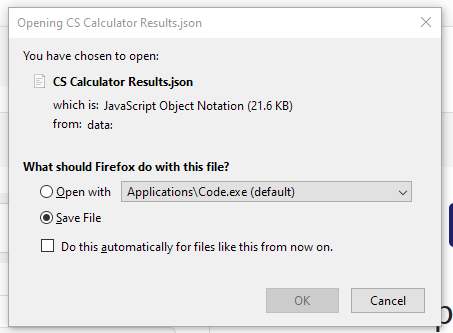 Opening CS Calculator Results.json
You have chosen to open:
CS Calculator Results.json
which is: JavaScript Object Notation (21.6 KB)
from: data:
What should Firefox do with this file?
Open with Applications\Code.exe (default)
Save File
Do this automatically for files like this from now on.
OK Cancel
p